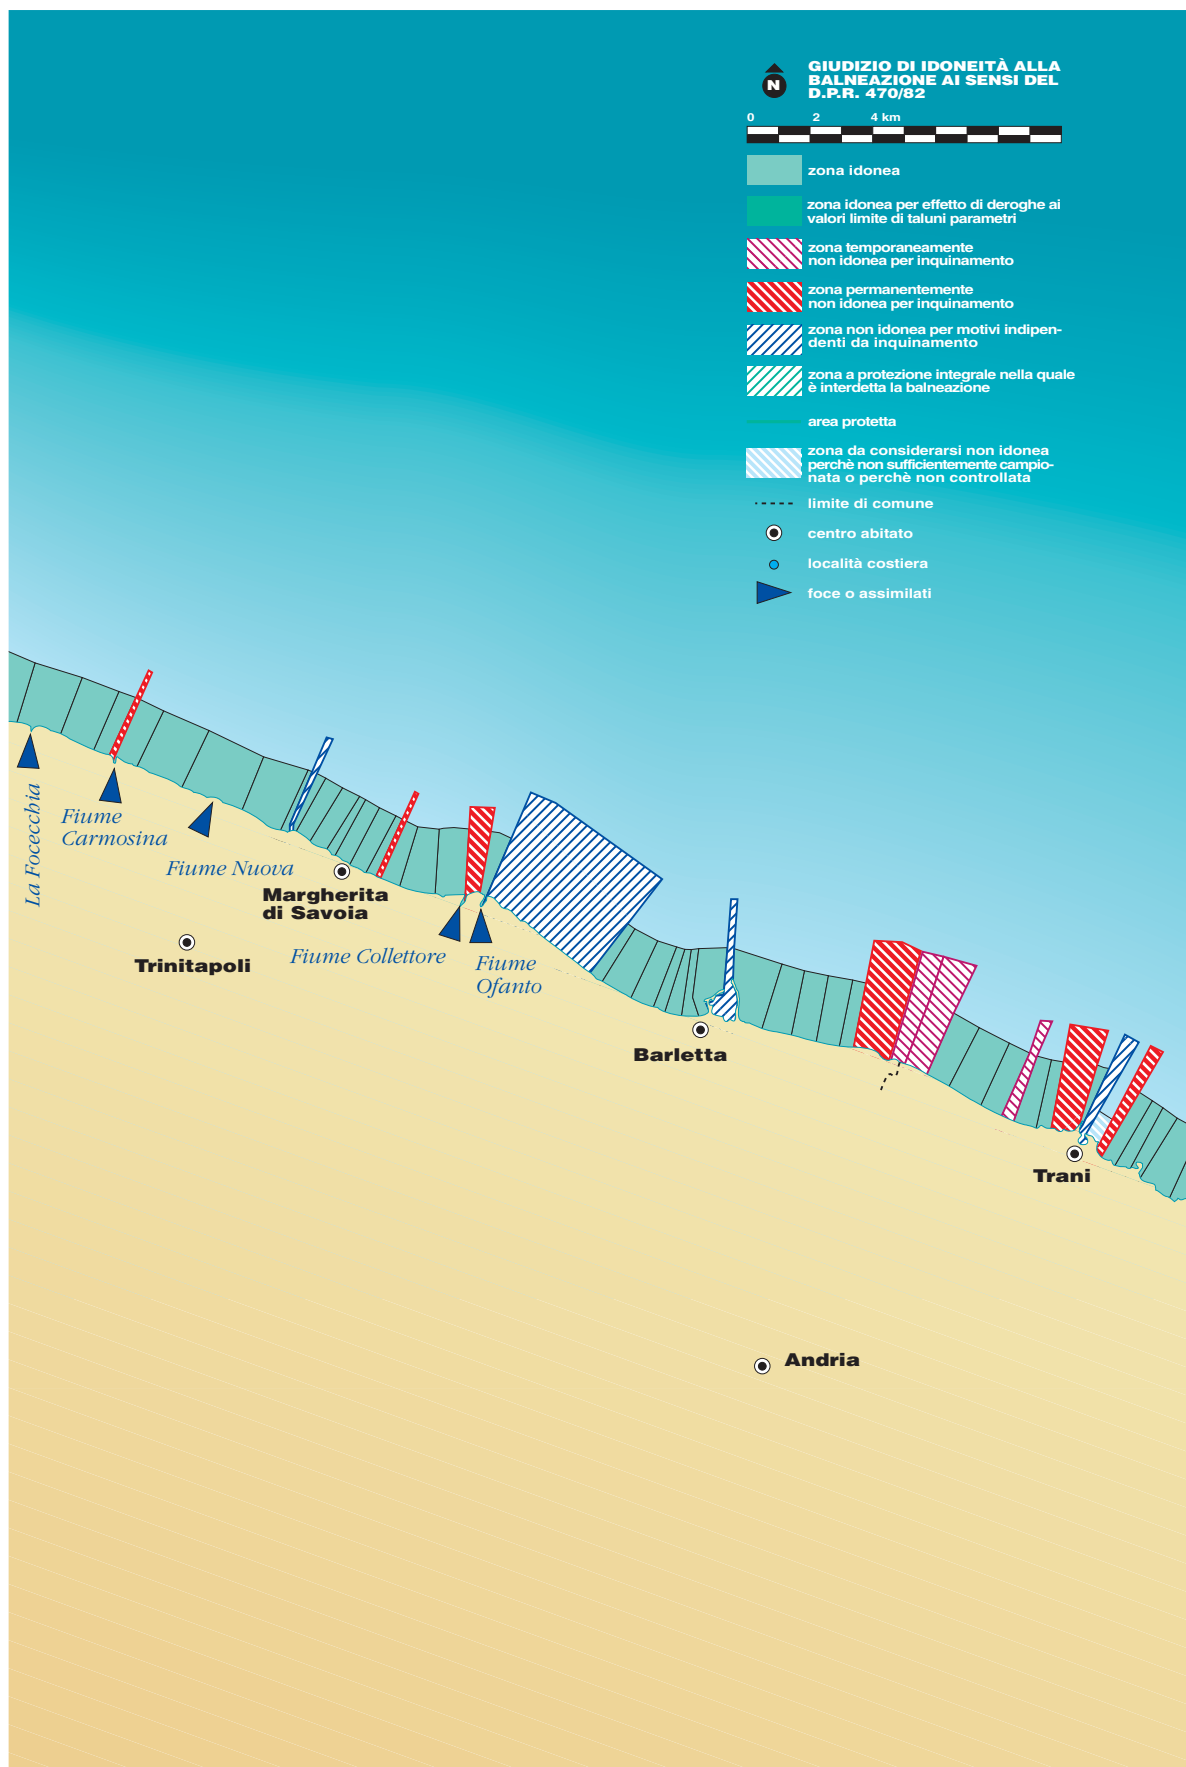 GIUDIZIO DI IDONEITÀ ALLA
BALNEAZIONE AI SENSI DEL
D.P.R. 470/82
N
0 2 4 km
zona idonea
zona idonea per effetto di deroghe ai
valori limite di taluni parametri
zona temporaneamente
non idonea per inquinamento
zona permanentemente
non idonea per inquinamento
zona non idonea per motivi indipen-
denti da inquinamento
zona a protezione integrale nella quale
è interdetta la balneazione
area protetta
zona da considerarsi non idonea
perchè non sufficientemente campio-
nata o perchè non controllata
limite di comune
centro abitato
località costiera
foce o assimilati
La Focecchia
Fiume
Carmosina
Fiume Nuova
Margherita
di Savoia
Trinitapoli
Fiume Collettore
Fiume
Ofanto
Barletta
Trani
Andria